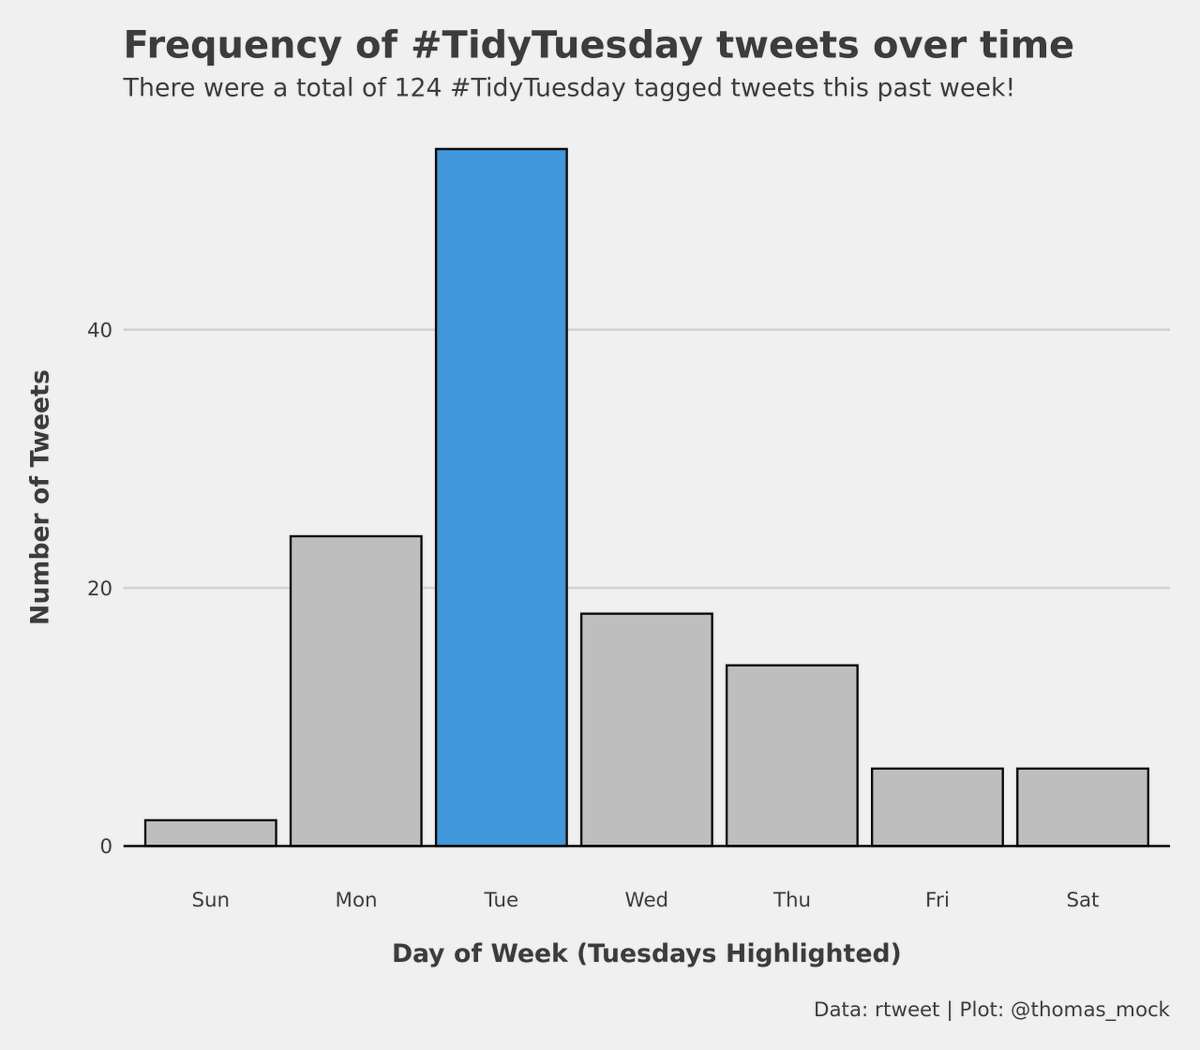 Frequency of #TidyTuesday tweets over time
There were a total of 124 #TidyTuesday tagged tweets this past week!
Number of Tweets
40
20
0
Sun Mon Tue Wed Thu Fri Sat
Day of Week (Tuesdays Highlighted)
Data: rtweet | Plot: @thomas_mock